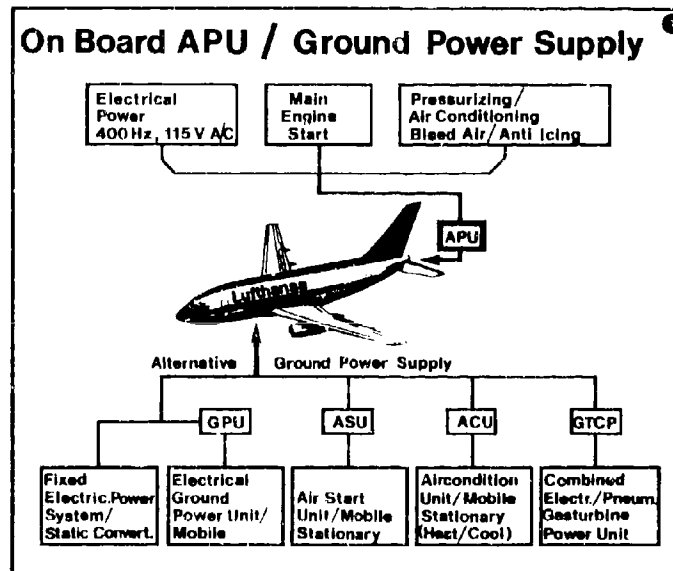 On Board APU / Ground Power Supply
Electrical
Power
400 Hz, 115 V A/C
Main
Engine
Start
Pressurizing/
Air Conditioning
Bleed Air/Anti Icing
APU
Lufthansa
Alternative Ground Power Supply
GPU
ASU
ACU
GTCP
Fixed
Electric.Power
System/
Static Convert.
Electrical
Ground
Power Unit/
Mobile
Air Start
Unit/Mobile
Stationary
Aircondition
Unit/Mobile
Stationary
(Heat/Cool)
Combined
Electr./Pneum.
Gasturbine
Power Unit